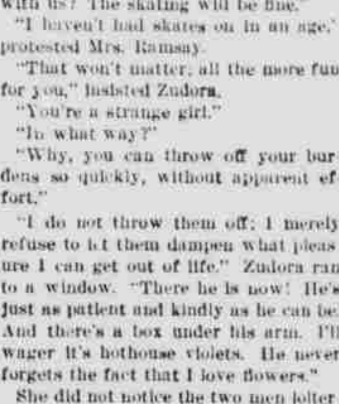 with us? The skating will be fine."
"I haven't had skates on in an age,"
protested Mrs. Ramsay.
"That won't matter, all the more fun
for you," insisted Zudora.
"You're a strange girl."
"In what way?"
"Why, you can throw off your bur-
dens so quickly, without apparent ef-
fort."
"I do not throw them off; I merely
refuse to let them dampen what pleas-
ure I can get out of life." Zudora ran
to a window. "There he is now! He's
just as patient and kindly as he can be.
And there's a box under his arm. I'll
wager it's hothouse violets. He never
forgets the fact that I love flowers."
She did not notice the two men loiter-